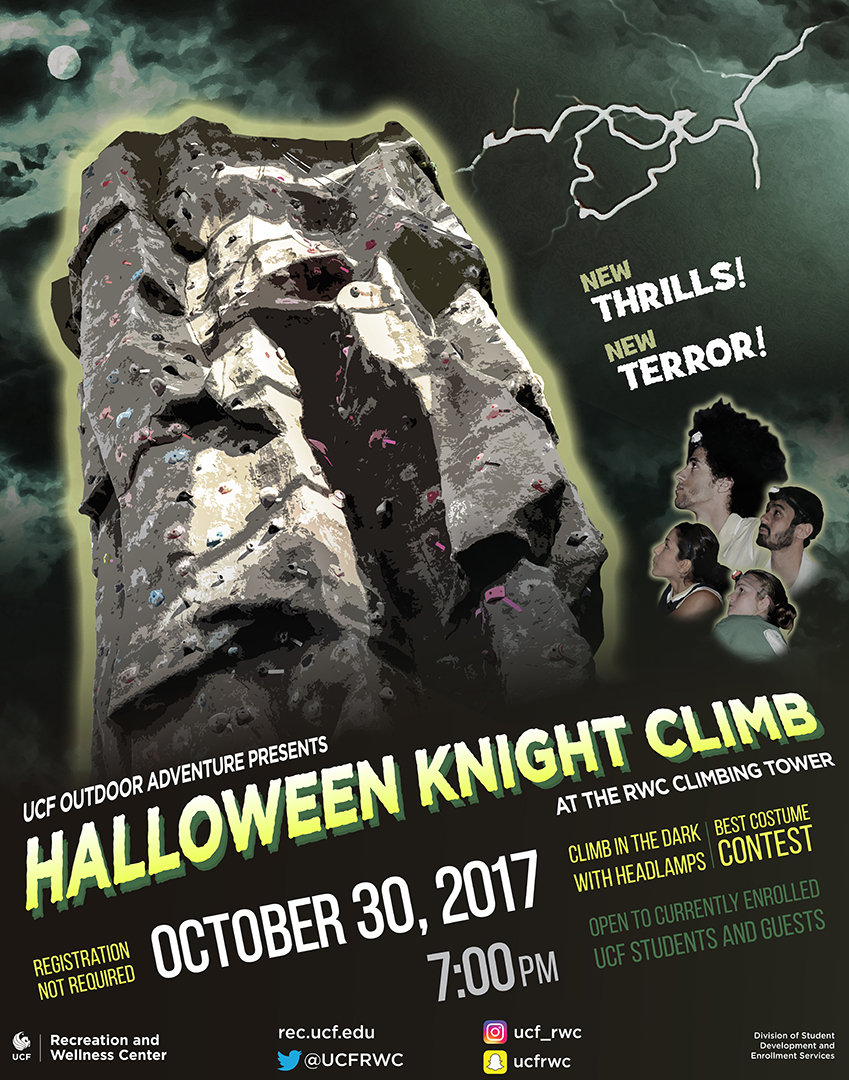 NEW
THRILLS!
NEW
TERROR!
UCF OUTDOOR ADVENTURE PRESENTS
HALLOWEEN KNIGHT CLIMB
AT THE RWC CLIMBING TOWER
CLIMB IN THE DARK
WITH HEADLAMPS
BEST COSTUME
CONTEST
REGISTRATION
NOT REQUIRED
OCTOBER 30, 2017
7:00 PM
OPEN TO CURRENTLY ENROLLED
UCF STUDENTS AND GUESTS
UCF
Recreation and
Wellness Center
rec.ucf.edu
@UCFRWC
ucf_rwc
ucfrwc
Division of Student
Development and
Enrollment Services